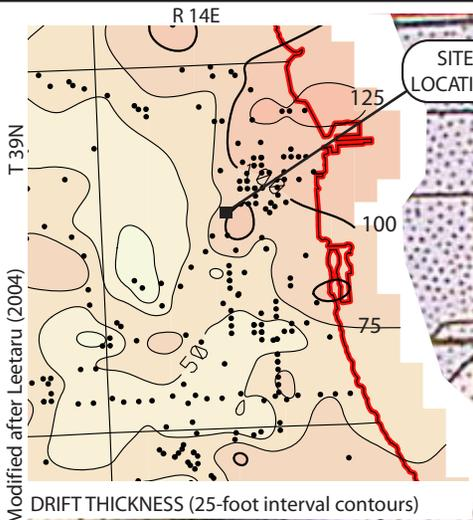 R 14E
SITE
LOCATI
125
T 39N
100
75
50
Modified after Leetaru (2004)
DRIFT THICKNESS (25-foot interval contours)